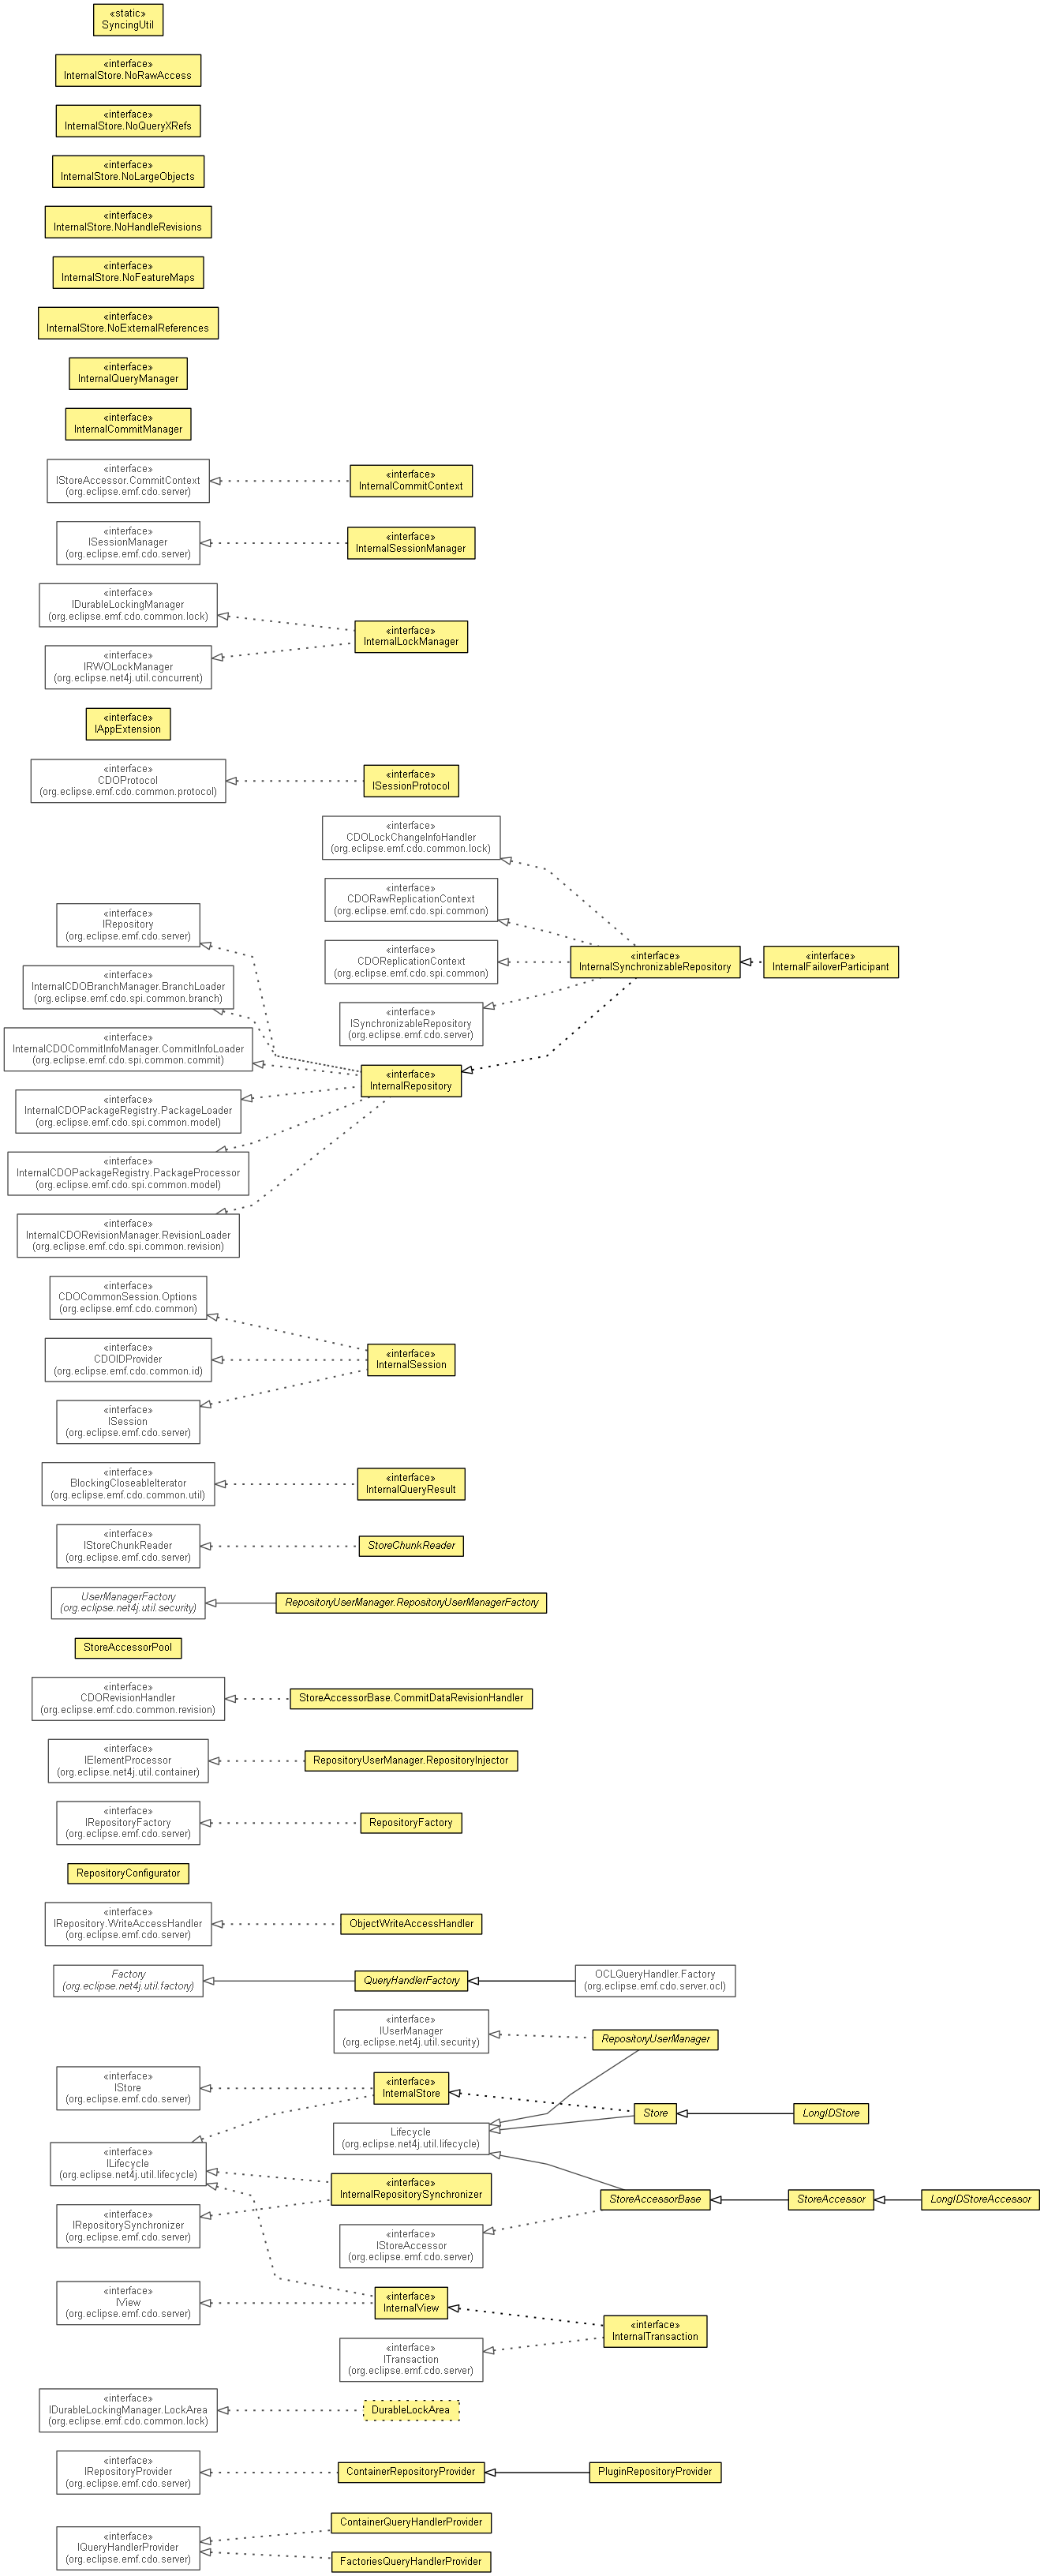 «static»
SyncingUtil
«interface»
InternalStore.NoRawAccess
«interface»
InternalStore.NoQueryXRefs
«interface»
InternalStore.NoLargeObjects
«interface»
InternalStore.NoHandleRevisions
«interface»
InternalStore.NoFeatureMaps
«interface»
InternalStore.NoExternalReferences
«interface»
InternalQueryManager
«interface»
InternalCommitManager
«interface»
IStoreAccessor.CommitContext
(org.eclipse.emf.cdo.server)
«interface»
InternalCommitContext
«interface»
ISessionManager
(org.eclipse.emf.cdo.server)
«interface»
InternalSessionManager
«interface»
IDurableLockingManager
(org.eclipse.emf.cdo.common.lock)
«interface»
InternalLockManager
«interface»
IRWOLockManager
(org.eclipse.net4j.util.concurrent)
«interface»
IAppExtension
«interface»
CDOProtocol
(org.eclipse.emf.cdo.common.protocol)
«interface»
ISessionProtocol
«interface»
CDOLockChangeInfoHandler
(org.eclipse.emf.cdo.common.lock)
«interface»
CDORawReplicationContext
(org.eclipse.emf.cdo.spi.common)
«interface»
IRepository
(org.eclipse.emf.cdo.server)
«interface»
CDOReplicationContext
(org.eclipse.emf.cdo.spi.common)
«interface»
InternalSynchronizableRepository
«interface»
InternalFailoverParticipant
«interface»
InternalCDOBranchManager.BranchLoader
(org.eclipse.emf.cdo.spi.common.branch)
«interface»
ISynchronizableRepository
(org.eclipse.emf.cdo.server)
«interface»
InternalCDOCommitInfoManager.CommitInfoLoader
(org.eclipse.emf.cdo.spi.common.commit)
«interface»
InternalRepository
«interface»
InternalCDOPackageRegistry.PackageLoader
(org.eclipse.emf.cdo.spi.common.model)
«interface»
InternalCDOPackageRegistry.PackageProcessor
(org.eclipse.emf.cdo.spi.common.model)
«interface»
InternalCDORevisionManager.RevisionLoader
(org.eclipse.emf.cdo.spi.common.revision)
«interface»
CDOCommonSession.Options
(org.eclipse.emf.cdo.common)
«interface»
CDOIDProvider
(org.eclipse.emf.cdo.common.id)
«interface»
InternalSession
«interface»
ISession
(org.eclipse.emf.cdo.server)
«interface»
BlockingCloseableIterator
(org.eclipse.emf.cdo.common.util)
«interface»
InternalQueryResult
«interface»
IStoreChunkReader
(org.eclipse.emf.cdo.server)
StoreChunkReader
UserManagerFactory
(org.eclipse.net4j.util.security)
RepositoryUserManager.RepositoryUserManagerFactory
StoreAccessorPool
«interface»
CDORevisionHandler
(org.eclipse.emf.cdo.common.revision)
StoreAccessorBase.CommitDataRevisionHandler
«interface»
IElementProcessor
(org.eclipse.net4j.util.container)
RepositoryUserManager.RepositoryInjector
«interface»
IRepositoryFactory
(org.eclipse.emf.cdo.server)
RepositoryFactory
RepositoryConfigurator
«interface»
IRepository.WriteAccessHandler
(org.eclipse.emf.cdo.server)
ObjectWriteAccessHandler
Factory
(org.eclipse.net4j.util.factory)
QueryHandlerFactory
OCLQueryHandler.Factory
(org.eclipse.emf.cdo.server.ocl)
«interface»
IUserManager
(org.eclipse.net4j.util.security)
RepositoryUserManager
«interface»
IStore
(org.eclipse.emf.cdo.server)
«interface»
InternalStore
Store
LongIDStore
Lifecycle
(org.eclipse.net4j.util.lifecycle)
«interface»
ILifecycle
(org.eclipse.net4j.util.lifecycle)
«interface»
InternalRepositorySynchronizer
StoreAccessorBase
StoreAccessor
LongIDStoreAccessor
«interface»
IRepositorySynchronizer
(org.eclipse.emf.cdo.server)
«interface»
IStoreAccessor
(org.eclipse.emf.cdo.server)
«interface»
IView
(org.eclipse.emf.cdo.server)
«interface»
InternalView
«interface»
InternalTransaction
«interface»
ITransaction
(org.eclipse.emf.cdo.server)
«interface»
IDurableLockingManager.LockArea
(org.eclipse.emf.cdo.common.lock)
DurableLockArea
«interface»
IRepositoryProvider
(org.eclipse.emf.cdo.server)
ContainerRepositoryProvider
PluginRepositoryProvider
«interface»
IQueryHandlerProvider
(org.eclipse.emf.cdo.server)
ContainerQueryHandlerProvider
FactoriesQueryHandlerProvider